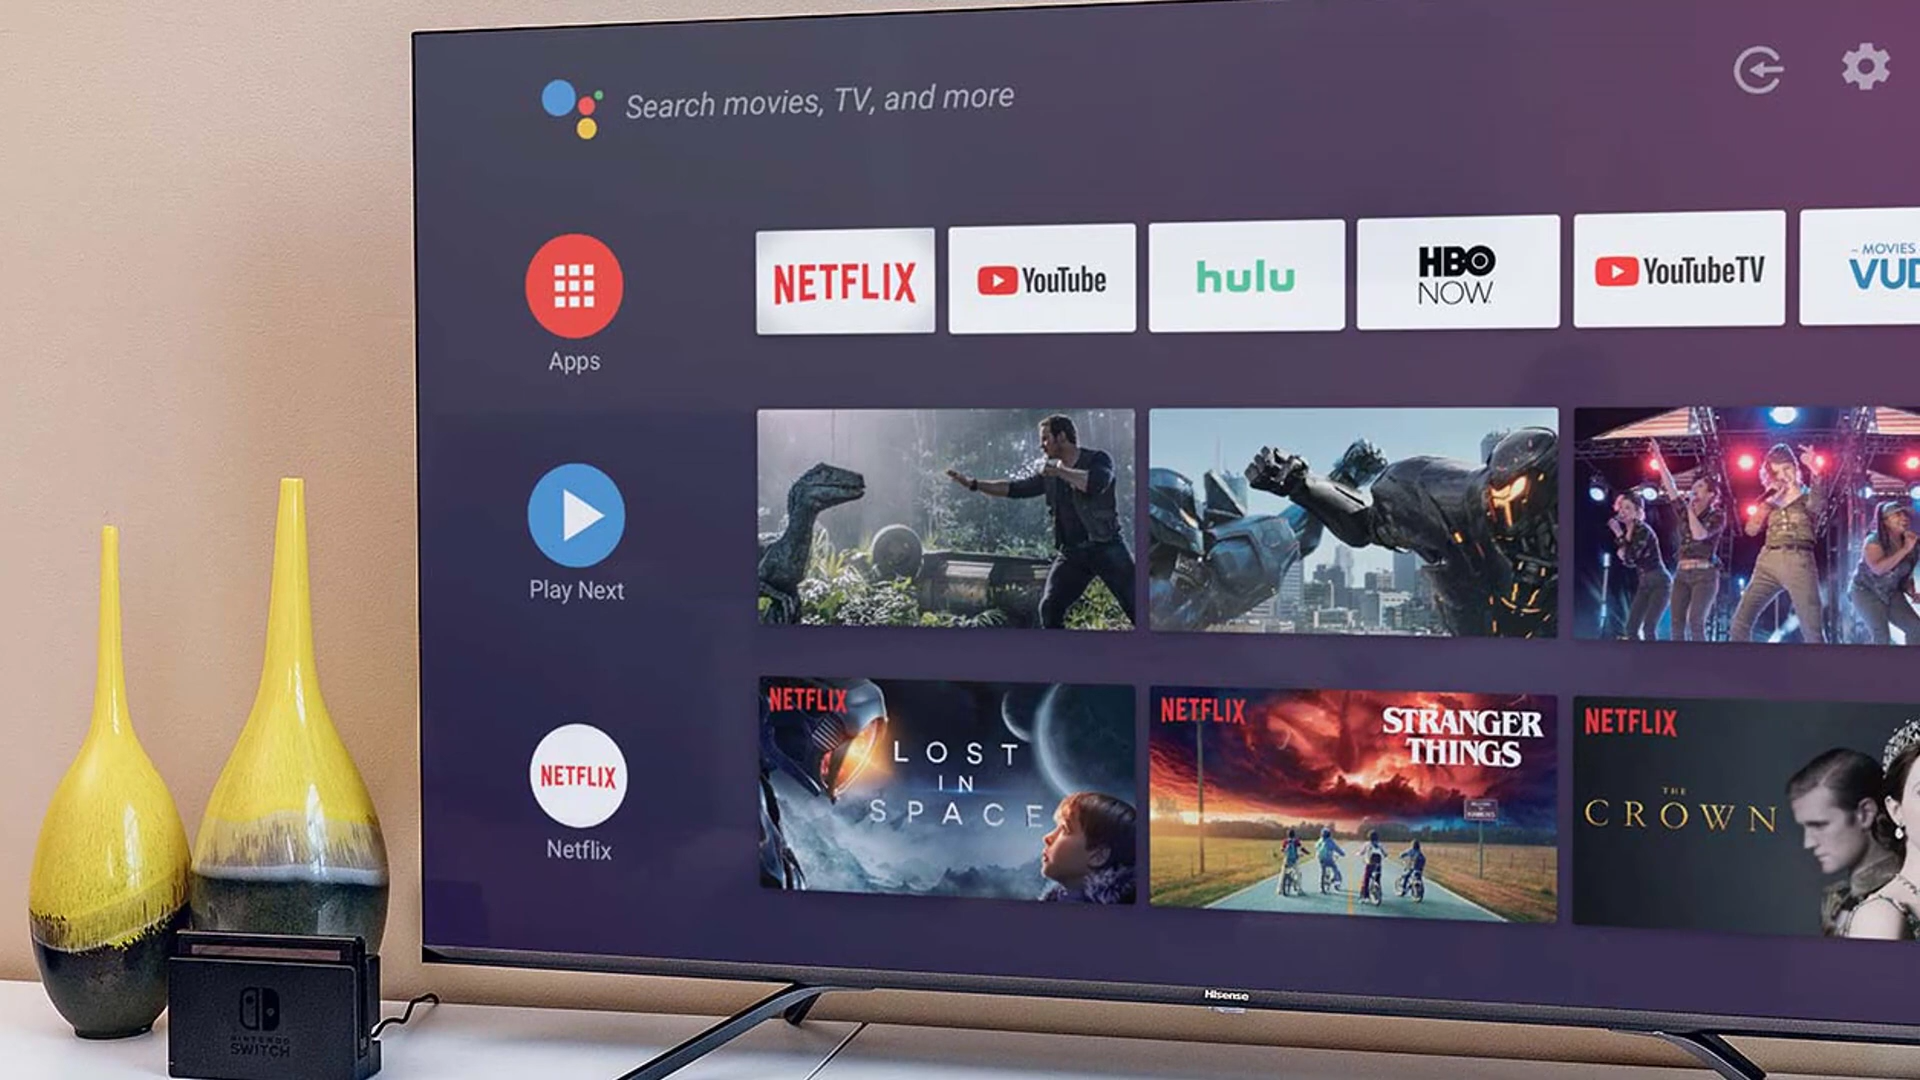 Search movies, TV, and more
NETFLIX
YouTube
hulu
HBO
NOW
YouTubeTV
- MOVIES
VUD
Apps
Play Next
NETFLIX
LOST
IN
SPACE
NETFLIX
STRANGER
THINGS
NETFLIX
THE
CROWN
NETFLIX
Netflix
Hisense
NINTENDO
SWITCH